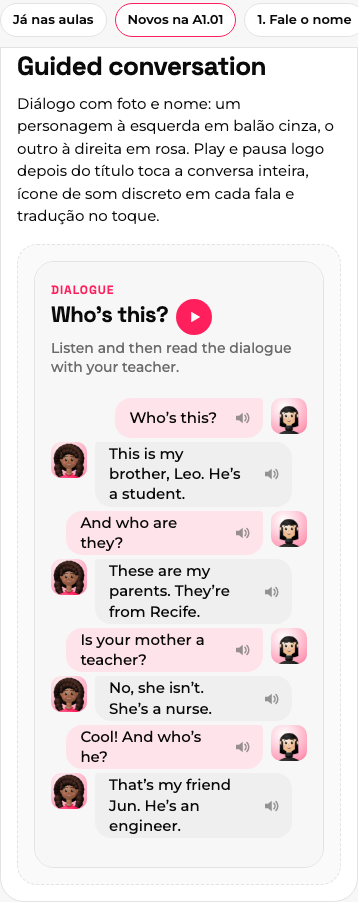 Já nas aulas
Novos na A1.01
1. Fale o nome
Guided conversation
Diálogo com foto e nome: um
personagem à esquerda em balão cinza, o
outro à direita em rosa. Play e pausa logo
depois do título toca a conversa inteira,
ícone de som discreto em cada fala e
tradução no toque.
DIALOGUE
Who's this?
Listen and then read the dialogue
with your teacher.
Who's this?
This is my
brother, Leo. He's
a student.
And who are
they?
These are my
parents. They're
from Recife.
Is your mother a
teacher?
No, she isn't.
She's a nurse.
Cool! And who's
he?
That's my friend
Jun. He's an
engineer.